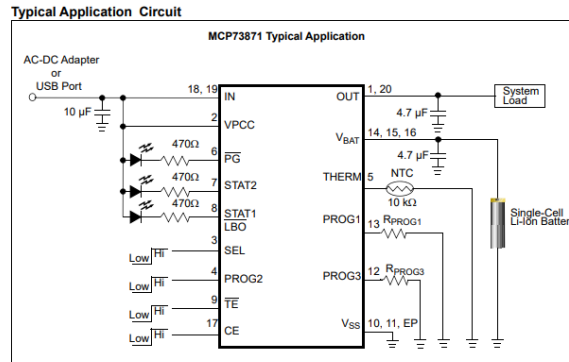 Typical Application Circuit
MCP73871 Typical Application
AC-DC Adapter
or
USB Port
10 µF
18, 19
IN
2
VPCC
470Ω
6
PG
470Ω
7
STAT2
470Ω
8
STAT1
LBO
3
SEL
Low Hi
4
PROG2
Low Hi
9
TE
Low Hi
17
CE
Low Hi
OUT
1, 20
System
Load
4.7 µF
VBAT
14, 15, 16
4.7 µF
THERM
5
NTC
10 kΩ
PROG1
13
RPROG1
Single-Cell
Li-Ion Batter
PROG3
12
RPROG3
VSS
10, 11, EP